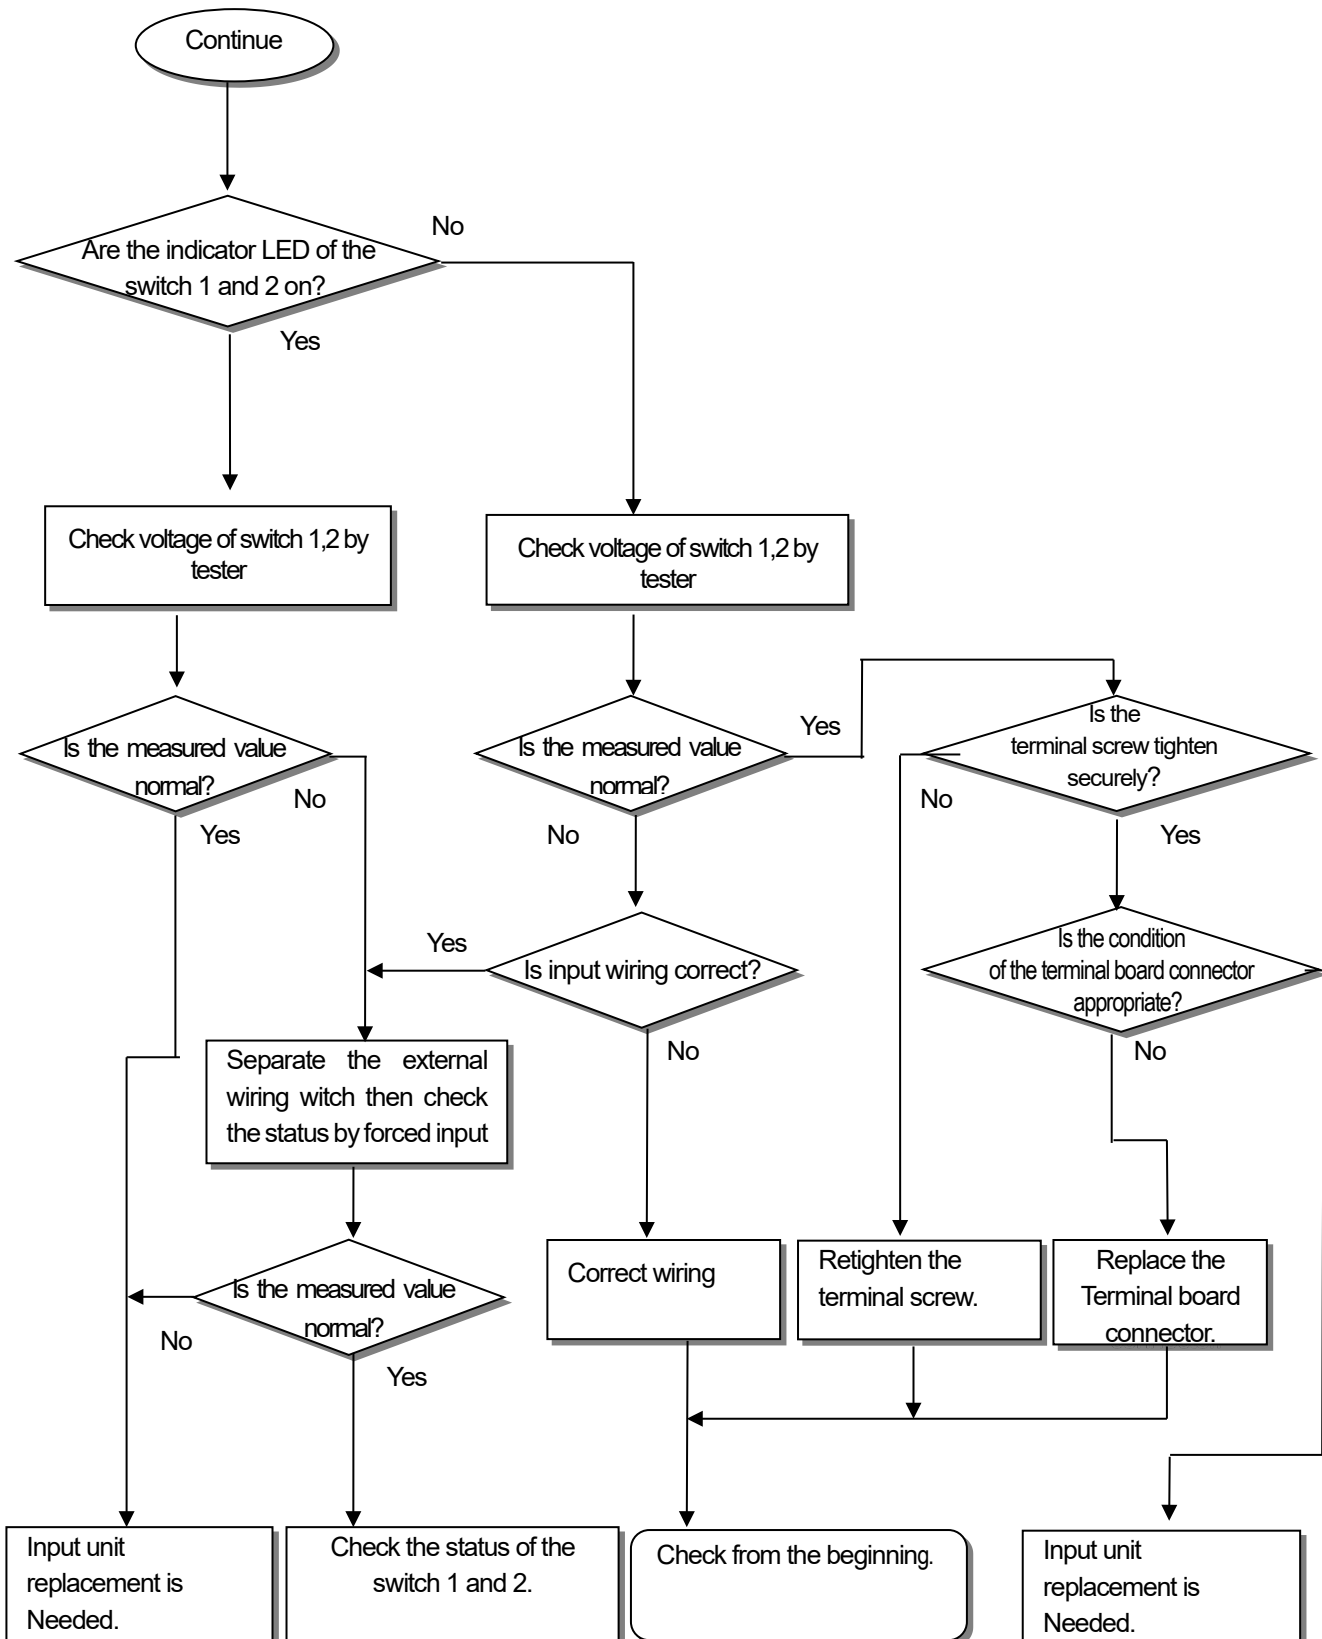 Continue
No
Are the indicator LED of the
switch 1 and 2 on?
Yes
Check voltage of switch 1,2 by
tester
Check voltage of switch 1,2 by
tester
Is the measured value
normal?
No
Yes
Is the measured value
normal?
Yes
No
Is the
terminal screw tighten
securely?
No
Yes
Yes
Is input wiring correct?
No
Is the condition
of the terminal board connector
appropriate?
No
Separate the external
wiring witch then check
the status by forced input
Is the measured value
normal?
No
Yes
Correct wiring
Retighten the
terminal screw.
Replace the
Terminal board
connector.
Input unit
replacement is
Needed.
Check the status of the
switch 1 and 2.
Check from the beginning.
Input unit
replacement is
Needed.